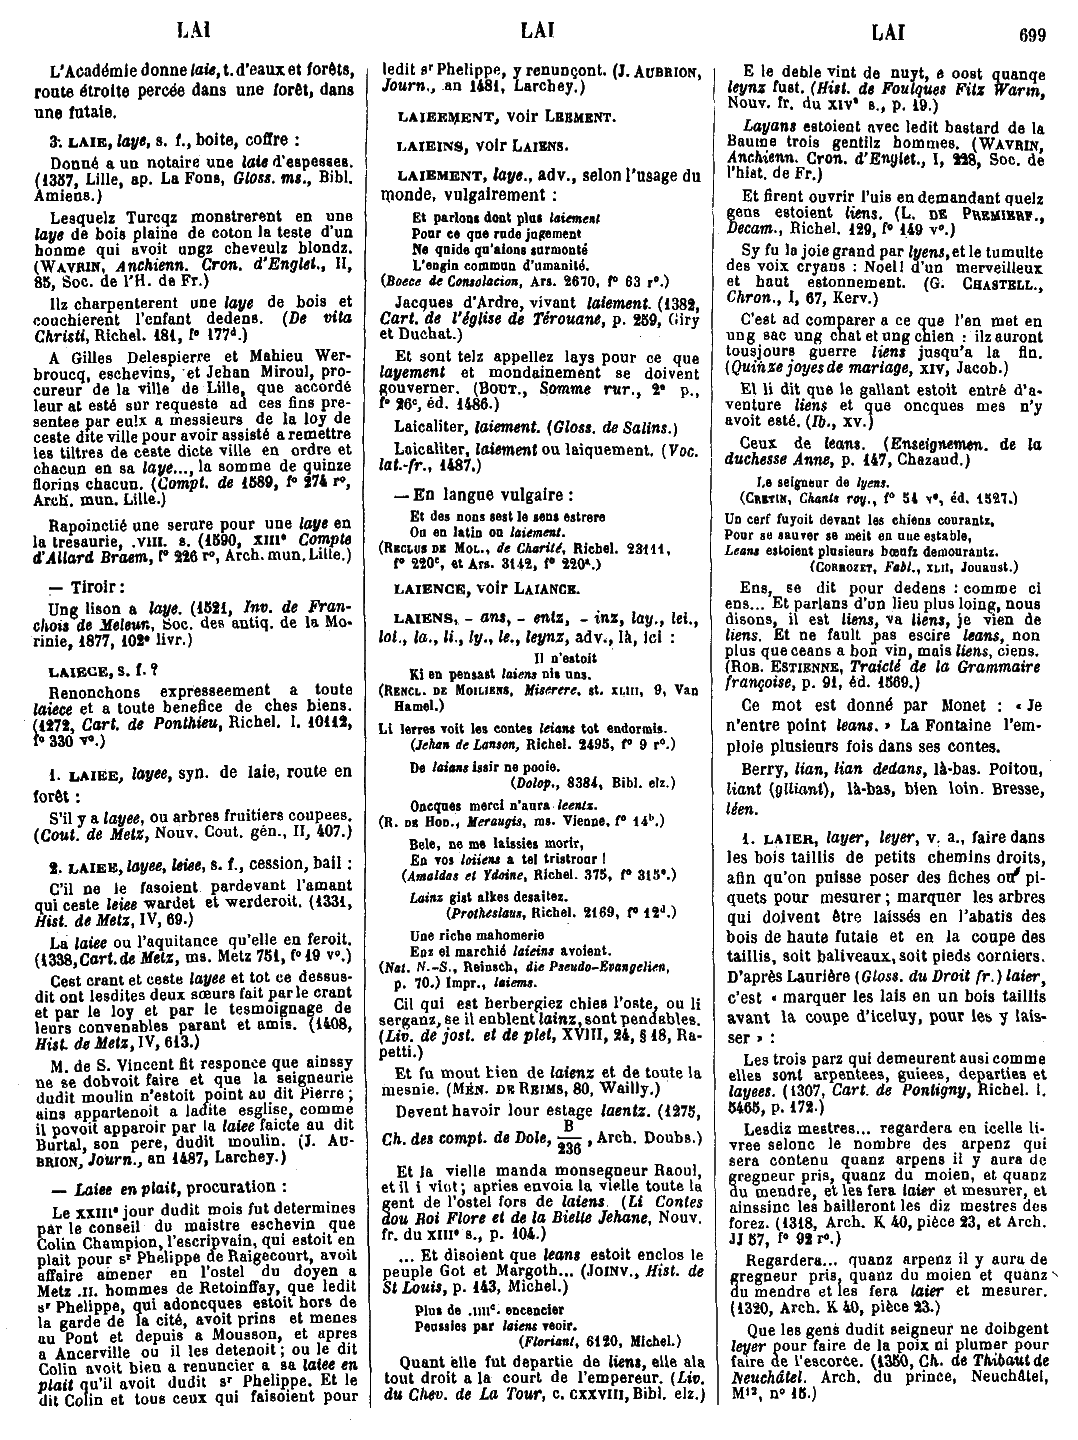 LAI
LAI
LAI
699
L'Académie donne laie, t. d'eaux et forêts,
route étroite percée dans une forêt, dans
une futaie.
3. LAIE, laye, s. f., boite, coffre :
Donné a un notaire une laie d'espesses.
(1357, Lille, ap. La Fons, Gloss. ms., Bibl.
Amiens.)
Lesquelz Turcqz monstrerent en une
laye de bois plaine de coton la teste d'un
homme qui avoit ungz cheveulz blondz.
(WAVRIN, Anchienn. Cron. d'Englet., II,
85, Soc. de l'H. de Fr.)
Ilz charpenterent une laye de bois et
couchierent l'enfant dedens. (De vita
Christi, Richel. 181, f° 177d.)
A Gilles Delespierre et Mahieu Wer-
broucq, eschevins, et Jehan Miroul, pro-
cureur de la ville de Lille, que accordé
leur at esté sur requeste ad ces fins pre-
sentee par eulx a messieurs de la loy de
ceste dite ville pour avoir assisté a remettre
les tiltres de ceste dicte ville en ordre et
chacun en sa laye..., la somme de quinze
florins chacun. (Compt. de 1589, f° 274 r°,
Arch. mun. Lille.)
Rapoinctié une serure pour une laye en
la tresaurie, .VIII. s. (1590, XIII° Compte
d'Allard Braem, f° 226 r°, Arch. mun. Lille.)
— Tiroir :
Ung lison a laye. (1521, Inv. de Fran-
chois de Meleun, Soc. des antiq. de la Mo-
rinie, 1877, 102° livr.)
LAIECE, s. f. ?
Renonchons expresseement a toute
laiece et a toute benefice de ches biens.
(1272, Cart. de Ponthieu, Richel. l. 10112,
f° 330 v°.)
1. LAIEE, layee, syn. de laie, route en
forêt :
S'il y a layee, ou arbres fruitiers coupees.
(Cout. de Metz, Nouv. Cout. gén., II, 407.)
2. LAIEE, layee, leiee, s. f., cession, bail :
C'il ne le fasoient pardevant l'amant
qui ceste leiee wardet et werderoit. (1331,
Hist. de Metz, IV, 69.)
La laiee ou l'aquitance qu'elle en feroit.
(1338, Cart. de Metz, ms. Metz 751, f° 19 v°.)
Cest crant et ceste layee et tot ce dessus-
dit ont lesdites deux sœurs fait par le crant
et par le loy et par le tesmoignage de
leurs convenables parant et amis. (1408,
Hist. de Metz, IV, 613.)
M. de S. Vincent fit responce que ainssy
ne se dobvoit faire et que la seigneurie
dudit moulin n'estoit point au dit Pierre ;
ains appartenoit a ladite esglise, comme
il povoit apparoir par la laiee faicte au dit
Burtal, son pere, dudit moulin. (J. AU-
BRION, Journ., an 1487, Larchey.)
— Laiee en plait, procuration :
Le XXIII° jour dudit mois fut determines
par le conseil du maistre eschevin que
Colin Champion, l'escripvain, qui estoit en
plait pour sr Phelippe de Raigecourt, avoit
affaire amener en l'ostel du doyen a
Metz .II. hommes de Retoinffay, que ledit
sr Phelippe, qui adoncques estoit hors de
la garde de la cité, avoit prins et menes
au Pont et depuis a Mousson, et apres
a Ancerville ou il les detenoit ; ou le dit
Colin avoit bien a renuncier a sa laiee en
plait qu'il avoit dudit sr Phelippe. Et le
dit Colin et tous ceux qui faisoient pour
ledit sr Phelippe, y renunçont. (J. AUBRION,
Journ., an 1481, Larchey.)
LAIEEMENT, voir LEEMENT.
LAIEINS, voir LAIENS.
LAIEMENT, laye., adv., selon l'usage du
monde, vulgairement :
Et parlons dont plus laiement
Pour ce que rude jugement
Ne quide qu'aions surmonté
L'engin commun d'umanité.
(Boece de Consolacion, Ars. 2670, f° 63 r°.)
Jacques d'Ardre, vivant laiement. (1382,
Cart. de l'église de Térouane, p. 259, Giry
et Duchat.)
Et sont telz appellez lays pour ce que
layement et mondainement se doivent
gouverner. (BOUT., Somme rur., 2° p.,
f° 26c, éd. 1486.)
Laicaliter, laiement. (Gloss. de Salins.)
Laicaliter, laiement ou laiquement. (Voc.
lat.-fr., 1487.)
— En langue vulgaire :
Et des nons sest le sens estrere
Ou en latin ou laiement.
(RECLUS DE MOL., de Charité, Richel. 23111,
f° 220c, et Ars. 3142, f° 220a.)
LAIENCE, voir LAIANCE.
LAIENS, - ans, - entz, - inz, lay., lei.,
loi., la., li., ly., le., leynz, adv., là, ici :
Il n'estoit
Ki en pensast laiens nis uns.
(RENCL. DE MOILIENS, Miserere, st. XLIII, 9, Van
Hamel.)
Li lerres voit les contes leians tot endormis.
(Jehan de Lanson, Richel. 2495, f° 9 r°.)
De laians issir ne pooie.
(Dolop., 8384, Bibl. elz.)
Oncques merci n'aura leentz.
(R. DE HOD., Meraugis, ms. Vienne, f° 14b.)
Bele, ne me laissies morir,
En vos loiiens a tel tristrour !
(Amaldas et Ydoine, Richel. 375, f° 315°.)
Lainz gist alkes desaitez.
(Protheslaus, Richel. 2169, f° 12d.)
Une riche mahomerie
Enz el marchié laieins avoient.
(Nat. N.-S., Reinsch, die Pseudo-Evangelien,
p. 70.) Impr., laiems.
Cil qui est herbergiez chies l'oste, ou li
serganz, se il enblent lainz, sont pendables.
(Liv. de jost. et de plet, XVIII, 24, § 18, Ra-
petti.)
Et fu mout bien de laienz et de toute la
mesnie. (MÉN. DE REIMS, 80, Wailly.)
Devent havoir lour estage laentz. (1275,
Ch. des compt. de Dole, B/236, Arch. Doubs.)
Et la vielle manda monsegneur Raoul,
et il i vint ; apries envoia la vielle toute la
gent de l'ostel fors de laiens. (Li Contes
dou Roi Flore et de la Bielle Jehane, Nouv.
fr. du XIII° s., p. 104.)
... Et disoient que leans estoit enclos le
peuple Got et Margoth... (JOINV., Hist. de
St Louis, p. 143, Michel.)
Plus de .IIIIc. encencier
Peussies par laiens veoir.
(Floriant, 6120, Michel.)
Quant elle fut departie de liens, elle ala
tout droit a la court de l'empereur. (Liv.
du Chev. de La Tour, c. CXXVIII, Bibl. elz.)
E le deble vint de nuyt, e oost quanqe
leynz fust. (Hist. de Foulques Fitz Warin,
Nouv. fr. du XIV° s., p. 19.)
Layans estoient avec ledit bastard de la
Baume trois gentilz hommes. (WAVRIN,
Anchienn. Cron. d'Englet., I, 228, Soc. de
l'hist. de Fr.)
Et firent ouvrir l'uis en demandant quelz
gens estoient liens. (L. DE PREMIERF.,
Decam., Richel. 129, f° 149 v°.)
Sy fu la joie grand par lyens, et le tumulte
des voix cryans : Noel ! d'un merveilleux
et haut estonnement. (G. CHASTELL.,
Chron., I, 67, Kerv.)
C'est ad comparer a ce que l'en met en
ung sac ung chat et ung chien : ilz auront
tousjours guerre liens jusqu'a la fin.
(Quinze joyes de mariage, XIV, Jacob.)
El li dit que le gallant estoit entré d'a-
venture liens et que oncques mes n'y
avoit esté. (Ib., XV.)
Ceux de leans. (Enseignemen. de la
duchesse Anne, p. 147, Chazaud.)
Le seigneur de lyens.
(CRETIN, Chants roy., f° 54 v°, éd. 1527.)
Un cerf fuyoit devant les chiens courantz,
Pour se sauver se meit en une estable,
Leans estoient plusieurs bœufz demourantz.
(CORROZET, Fabl., XLII, Jouaust.)
Ens, se dit pour dedens : comme ci
ens... Et parlans d'un lieu plus loing, nous
disons, il est liens, va liens, je vien de
liens. Et ne fault pas escire leans, non
plus que ceans a bon vin, mais liens, ciens.
(ROB. ESTIENNE, Traicté de la Grammaire
françoise, p. 91, éd. 1569.)
Ce mot est donné par Monet : « Je
n'entre point leans. » La Fontaine l'em-
ploie plusieurs fois dans ses contes.
Berry, lian, lian dedans, là-bas. Poitou,
liant (glliant), là-bas, bien loin. Bresse,
léen.
1. LAIER, layer, leyer, v. a., faire dans
les bois taillis de petits chemins droits,
afin qu'on puisse poser des fiches ou pi-
quets pour mesurer ; marquer les arbres
qui doivent être laissés en l'abatis des
bois de haute futaie et en la coupe des
taillis, soit baliveaux, soit pieds corniers.
D'après Laurière (Gloss. du Droit fr.) laier,
c'est « marquer les lais en un bois taillis
avant la coupe d'iceluy, pour les y lais-
ser » :
Les trois parz qui demeurent ausi comme
elles sont arpentees, guiees, departies et
layees. (1307, Cart. de Pontigny, Richel. l.
5465, p. 172.)
Lesdiz mestres... regardera en icelle li-
vree selonc le nombre des arpenz qui
sera contenu quanz arpens il y aura de
gregneur pris, quanz du moien, et quanz
du mendre, et les fera laier et mesurer, et
ainssinc les bailleront les diz mestres des
forez. (1318, Arch. K 40, pièce 23, et Arch.
JJ 57, f° 92 r°.)
Regardera... quanz arpenz il y aura de
gregneur pris, quanz du moien et quanz
du mendre et les fera laier et mesurer.
(1320, Arch. K 40, pièce 23.)
Que les gens dudit seigneur ne doibgent
leyer pour faire de la poix ni plumer pour
faire de l'escorce. (1350, Ch. de Thibaut de
Neuchâtel. Arch. du prince, Neuchâtel,
M12, n° 15.)